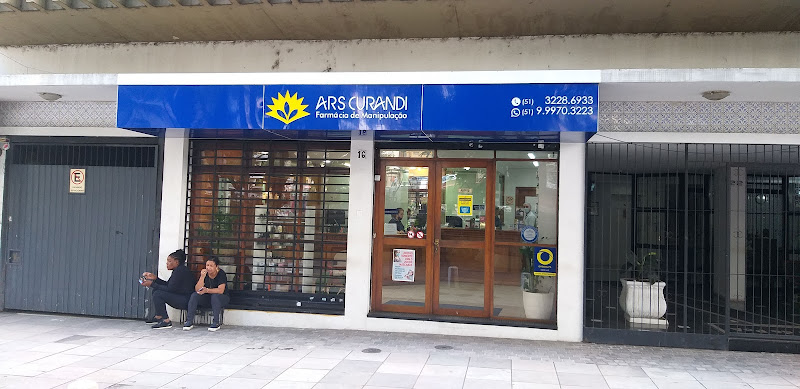 ARS CURANDI
Farmácia de Manipulação
(51) 3228.6933
(51) 9.9970.3223
16
E